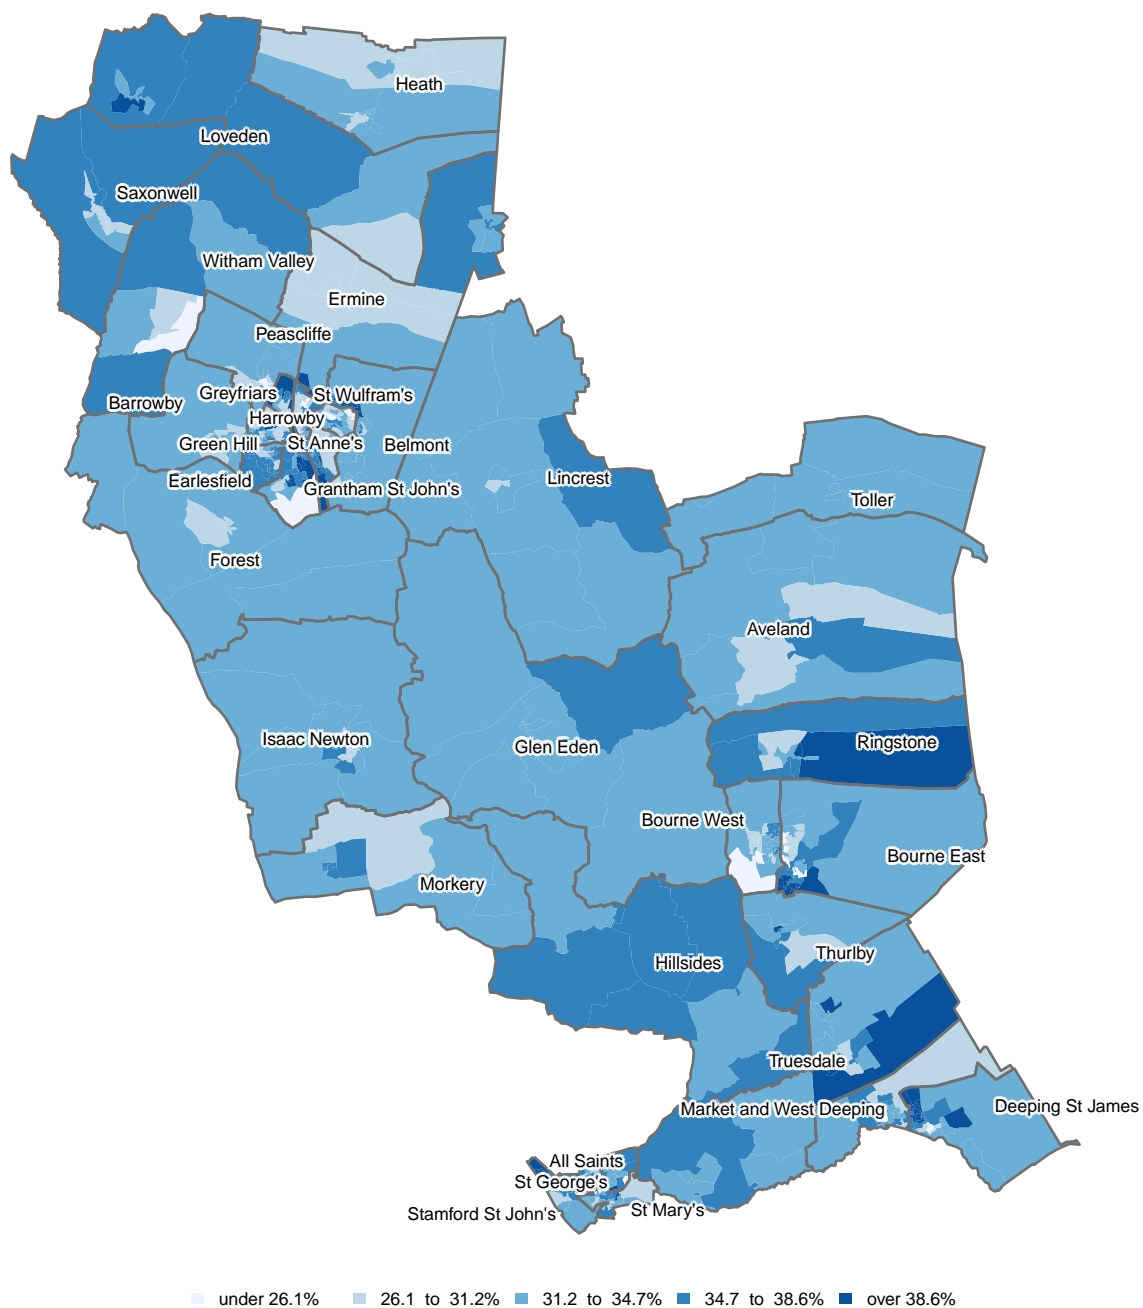 Heath
Loveden
Saxonwell
Witham Valley
Ermine
Peascliffe
Greyfriars
St Wulfram's
Barrowby
Harrowby
Green Hill
St Anne's
Belmont
Earlesfield
Grantham St John's
Lincrest
Toller
Forest
Aveland
Isaac Newton
Glen Eden
Ringstone
Bourne West
Bourne East
Morkery
Thurlby
Hillsides
Truesdale
Market and West Deeping
Deeping St James
All Saints
St George's
Stamford St John's
St Mary's
under 26.1% 26.1 to 31.2% 31.2 to 34.7% 34.7 to 38.6% over 38.6%